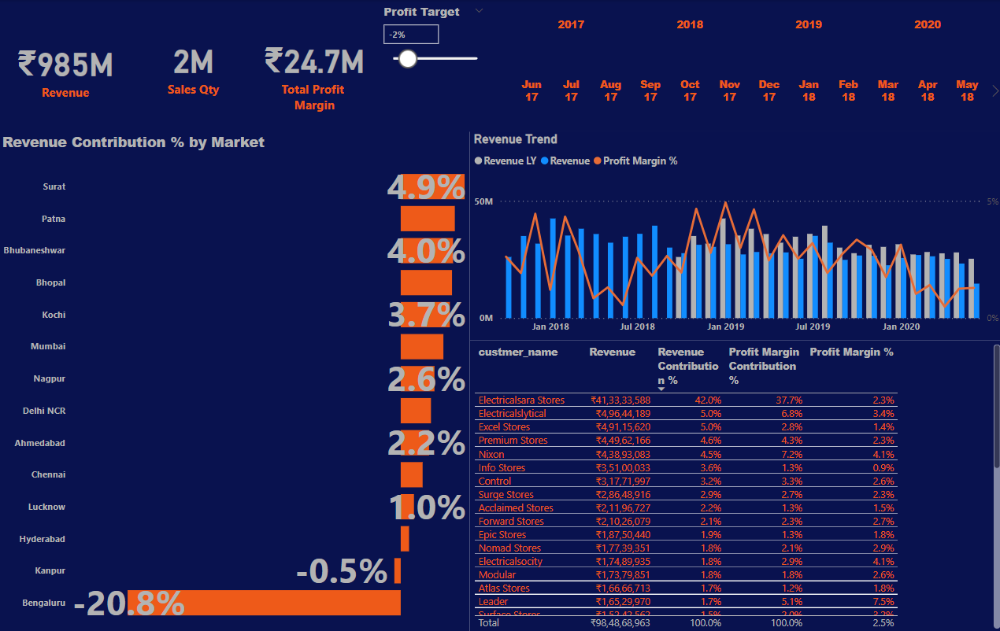 Profit Target
-2%
₹985M
Revenue
2M
Sales Qty
₹24.7M
Total Profit
Margin
2017 2018 2019 2020
Jun Jul Aug Sep Oct Nov Dec Jan Feb Mar Apr May
17 17 17 17 17 17 17 18 18 18 18 18
Revenue Contribution % by Market
Surat 4.9%
Patna
Bhubaneshwar 4.0%
Bhopal
Kochi 3.7%
Mumbai
Nagpur 2.6%
Delhi NCR
Ahmedabad 2.2%
Chennai
Lucknow 1.0%
Hyderabad
Kanpur -0.5%
Bengaluru -20.8%
Revenue Trend
Revenue LY Revenue Profit Margin %
50M 5%
0M 0%
Jan 2018 Jul 2018 Jan 2019 Jul 2019 Jan 2020
custmer_name Revenue Revenue Profit Margin Profit Margin %
Contributio Contribution
n % %
Electricalsara Stores ₹41,33,33,588 42.0% 37.7% 2.3%
Electricalslytical ₹4,96,44,189 5.0% 6.8% 3.4%
Excel Stores ₹4,91,15,620 5.0% 2.8% 1.4%
Premium Stores ₹4,49,62,166 4.6% 4.3% 2.3%
Nixon ₹4,38,93,083 4.5% 7.2% 4.1%
Info Stores ₹3,51,00,033 3.6% 1.3% 0.9%
Control ₹3,17,71,997 3.2% 3.3% 2.6%
Surge Stores ₹2,86,48,916 2.9% 2.7% 2.3%
Acclaimed Stores ₹2,11,96,727 2.2% 1.3% 1.5%
Forward Stores ₹2,10,26,079 2.1% 2.3% 2.7%
Epic Stores ₹1,87,50,440 1.9% 1.3% 1.8%
Nomad Stores ₹1,77,39,351 1.8% 2.1% 2.9%
Electricalsocity ₹1,74,89,935 1.8% 2.9% 4.1%
Modular ₹1,73,79,851 1.8% 1.8% 2.6%
Atlas Stores ₹1,66,66,713 1.7% 1.2% 1.8%
Leader ₹1,65,29,970 1.7% 5.1% 7.5%
Surface Stores ₹1,52,42,562 1.5% 2.0% 3.2%
Total ₹98,48,68,963 100.0% 100.0% 2.5%